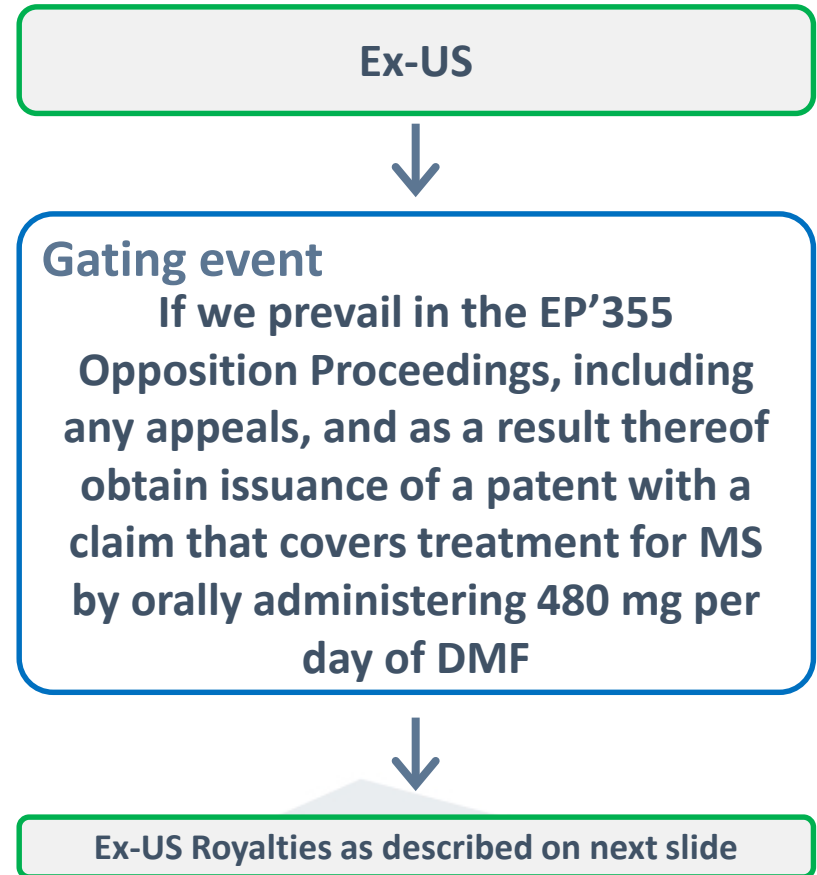 Ex-US
Gating event
If we prevail in the EP’355
Opposition Proceedings, including
any appeals, and as a result thereof
obtain issuance of a patent with a
claim that covers treatment for MS
by orally administering 480 mg per
day of DMF
Ex-US Royalties as described on next slide